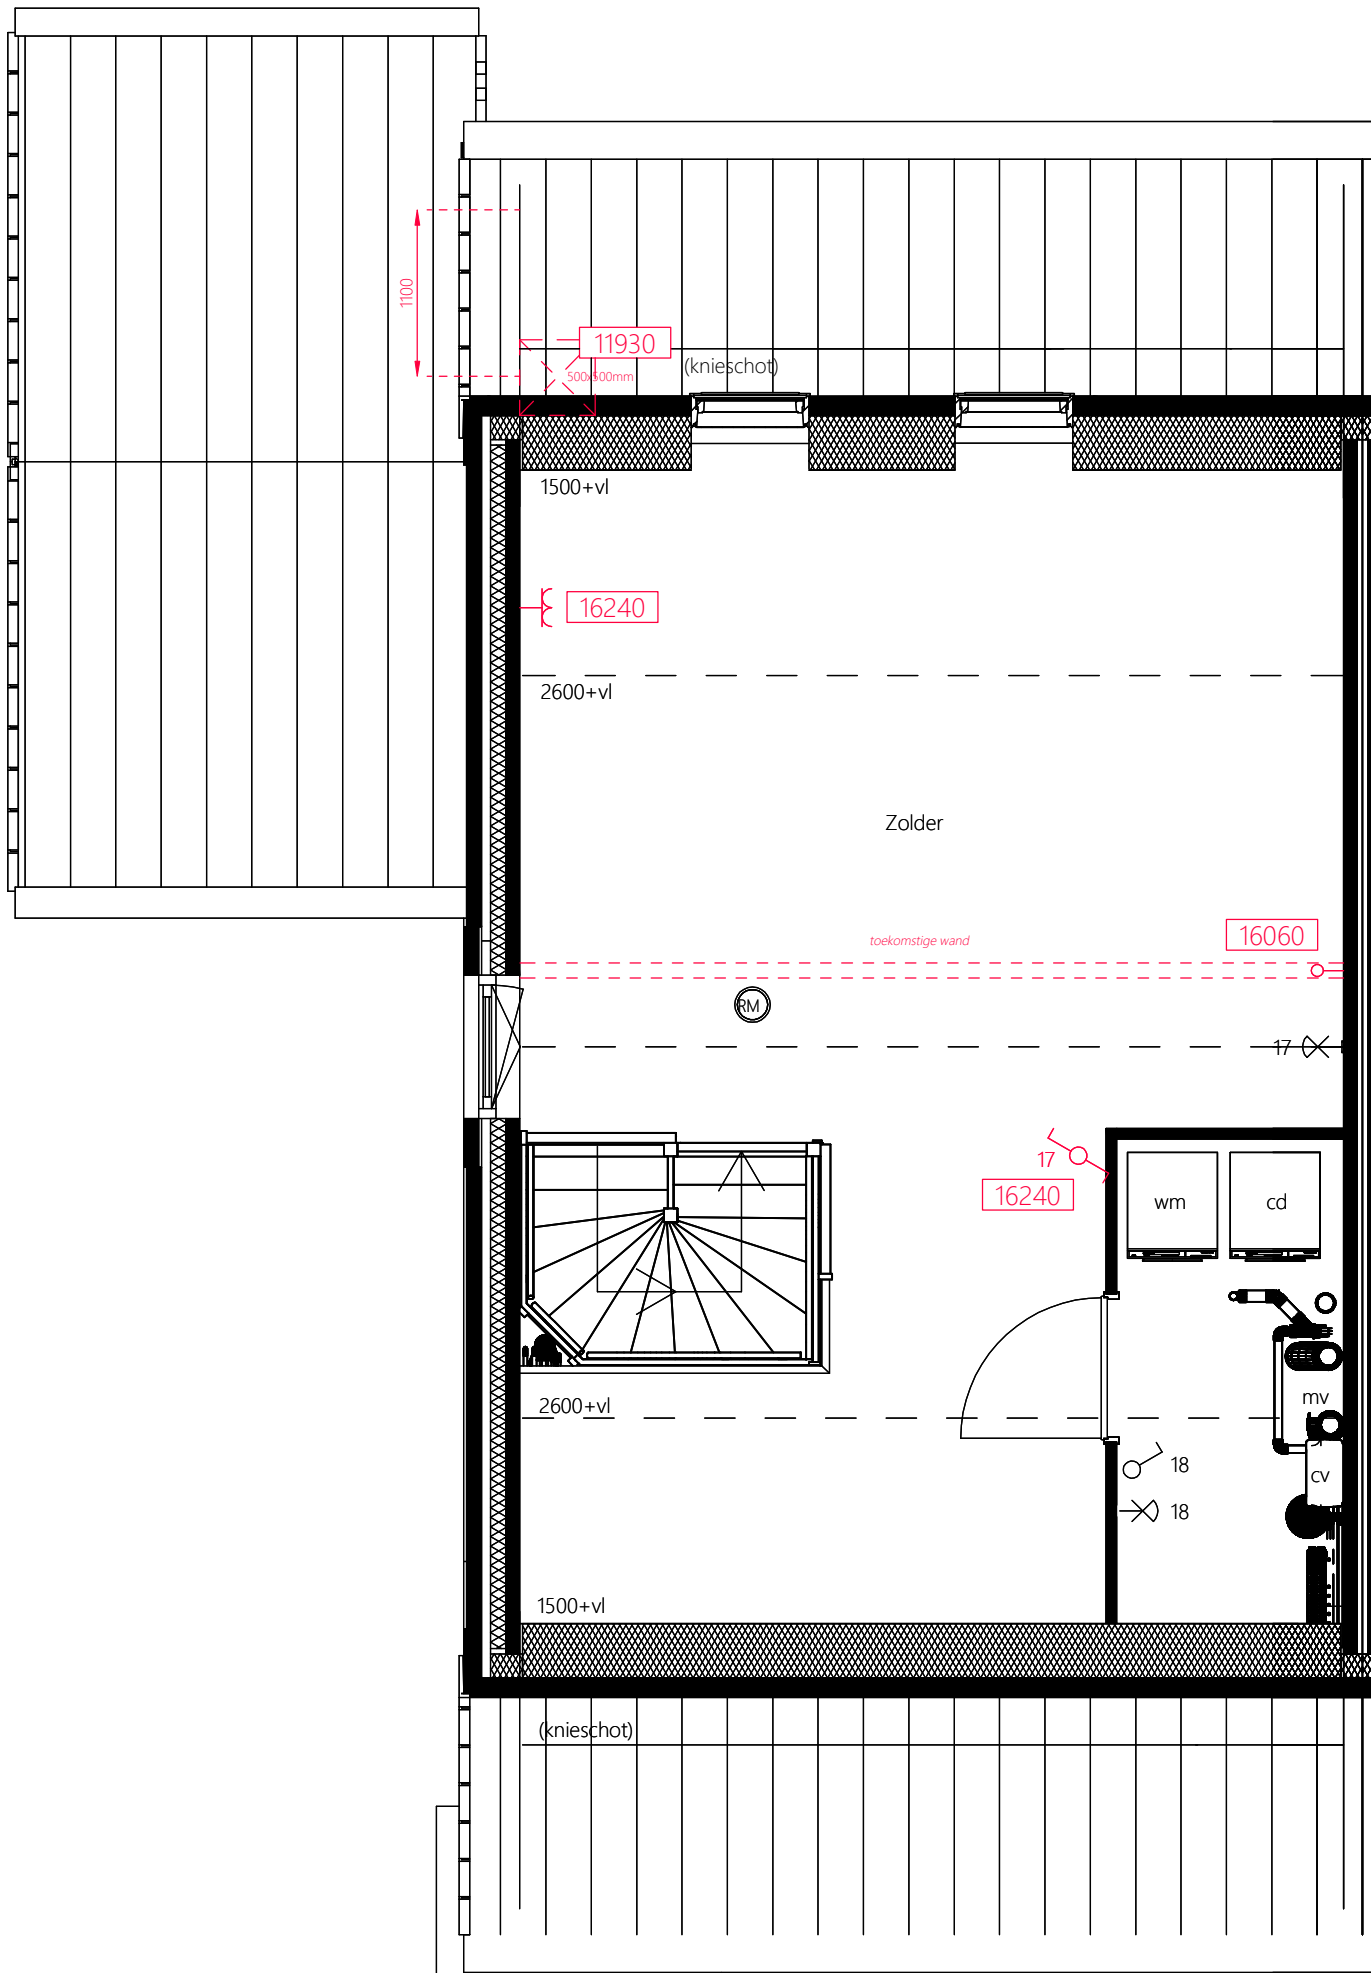 1100
11930
500x500mm
(knieschot)
1500+vl
16240
2600+vl
Zolder
toekomstige wand
16060
RM
17
17
16240
wm
cd
2600+vl
mv
cv
18
18
1500+vl
(knieschot)